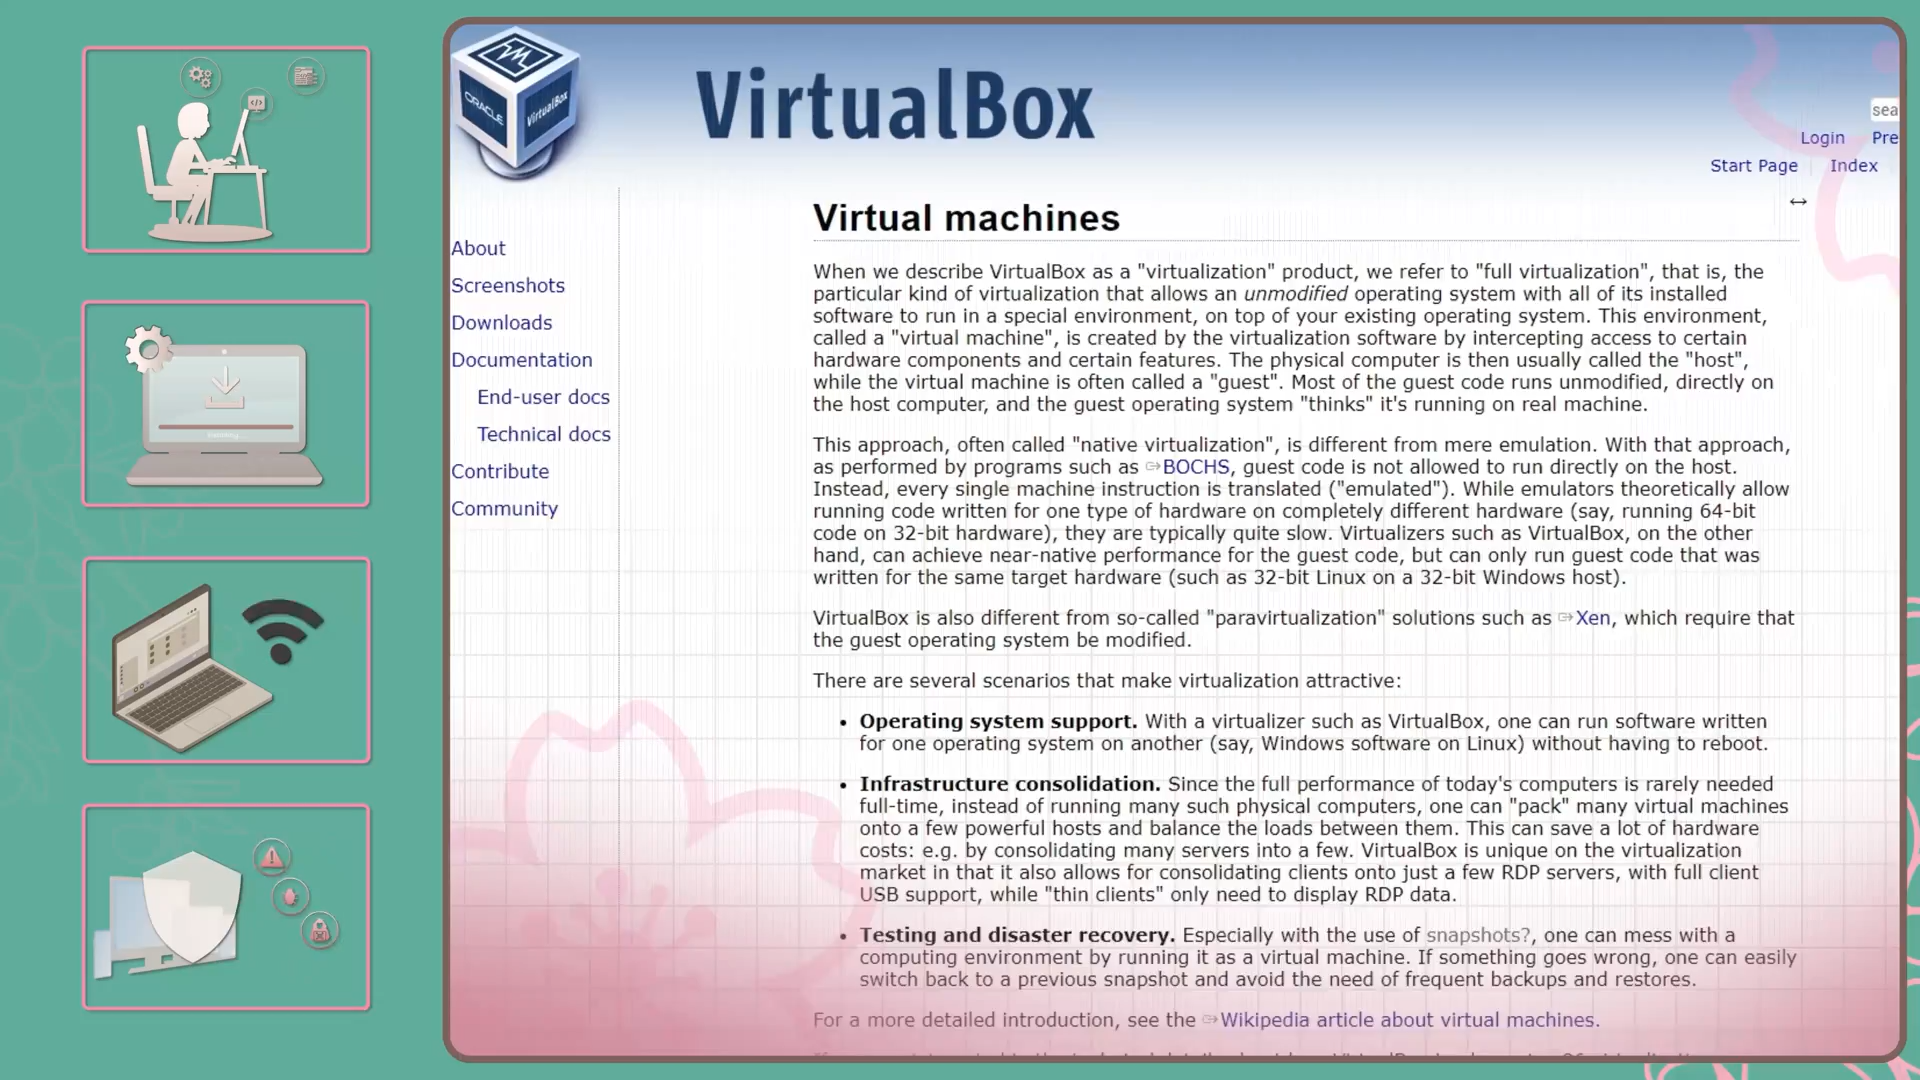 ORACLE
VirtualBox
VirtualBox
sea
Login Pre
Start Page Index
About
Screenshots
Downloads
Documentation
End-user docs
Technical docs
Contribute
Community
Virtual machines
When we describe VirtualBox as a "virtualization" product, we refer to "full virtualization", that is, the
particular kind of virtualization that allows an unmodified operating system with all of its installed
software to run in a special environment, on top of your existing operating system. This environment,
called a "virtual machine", is created by the virtualization software by intercepting access to certain
hardware components and certain features. The physical computer is then usually called the "host",
while the virtual machine is often called a "guest". Most of the guest code runs unmodified, directly on
the host computer, and the guest operating system "thinks" it's running on real machine.
This approach, often called "native virtualization", is different from mere emulation. With that approach,
as performed by programs such as BOCHS, guest code is not allowed to run directly on the host.
Instead, every single machine instruction is translated ("emulated"). While emulators theoretically allow
running code written for one type of hardware on completely different hardware (say, running 64-bit
code on 32-bit hardware), they are typically quite slow. Virtualizers such as VirtualBox, on the other
hand, can achieve near-native performance for the guest code, but can only run guest code that was
written for the same target hardware (such as 32-bit Linux on a 32-bit Windows host).
VirtualBox is also different from so-called "paravirtualization" solutions such as Xen, which require that
the guest operating system be modified.
There are several scenarios that make virtualization attractive:
• Operating system support. With a virtualizer such as VirtualBox, one can run software written
for one operating system on another (say, Windows software on Linux) without having to reboot.
• Infrastructure consolidation. Since the full performance of today's computers is rarely needed
full-time, instead of running many such physical computers, one can "pack" many virtual machines
onto a few powerful hosts and balance the loads between them. This can save a lot of hardware
costs: e.g. by consolidating many servers into a few. VirtualBox is unique on the virtualization
market in that it also allows for consolidating clients onto just a few RDP servers, with full client
USB support, while "thin clients" only need to display RDP data.
• Testing and disaster recovery. Especially with the use of snapshots?, one can mess with a
computing environment by running it as a virtual machine. If something goes wrong, one can easily
switch back to a previous snapshot and avoid the need of frequent backups and restores.
For a more detailed introduction, see the Wikipedia article about virtual machines.